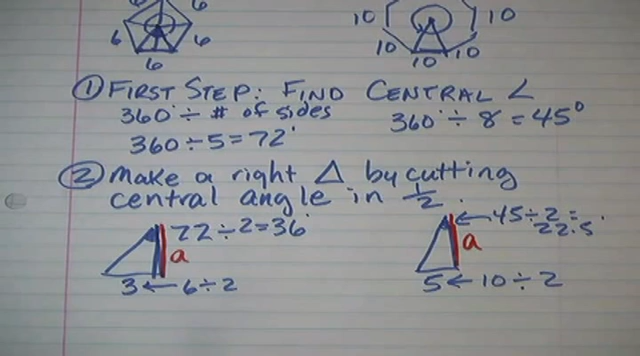 6 6
6 6
6
10 10
10 10
10
① FIRST STEP: FIND CENTRAL ∠
360° ÷ # of sides
360° ÷ 8 = 45°
360 ÷ 5 = 72°
② Make a right △ by cutting
central angle in 1/2.
72 ÷ 2 = 36°
a
3 ← 6 ÷ 2
← 45 ÷ 2 =
22.5°
a
5 ← 10 ÷ 2